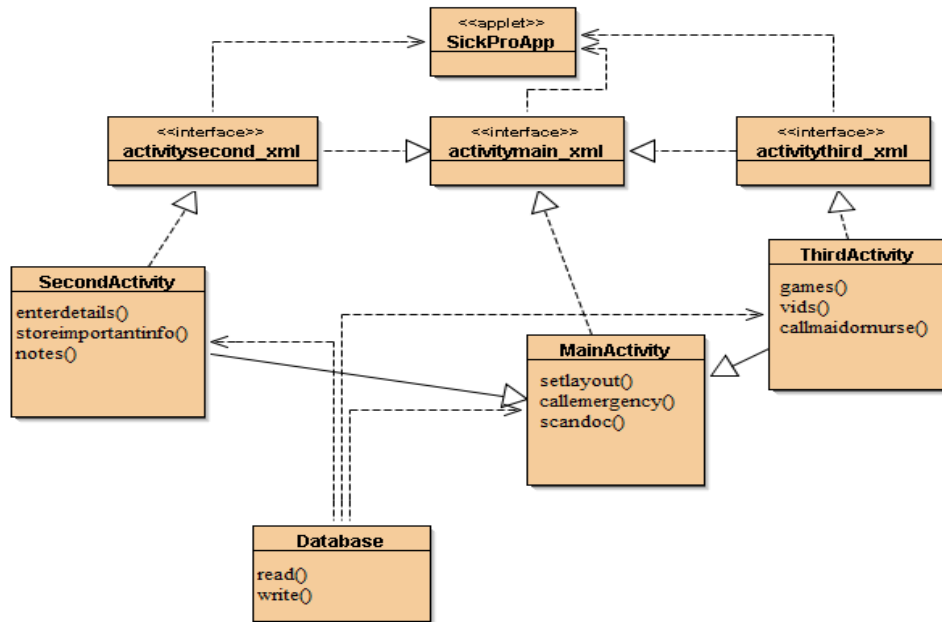 <<applet>>
SickProApp
<<interface>>
activitysecond_xml
<<interface>>
activitymain_xml
<<interface>>
activitythird_xml
SecondActivity
enterdetails()
storeimportantinfo()
notes()
ThirdActivity
games()
vids()
callmaidornurse()
MainActivity
setlayout()
callemergency()
scandoc()
Database
read()
write()